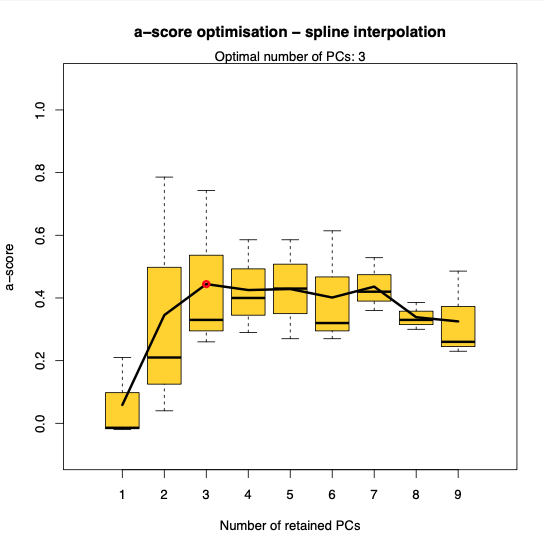 a−score optimisation − spline interpolation
Optimal number of PCs: 3
1.0
0.8
0.6
0.4
0.2
0.0
a−score
1 2 3 4 5 6 7 8 9
Number of retained PCs